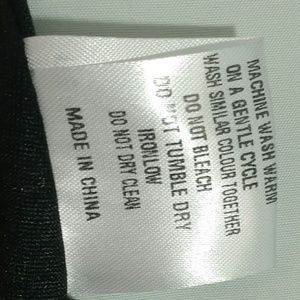 MACHINE WASH WARM
ON A GENTLE CYCLE
WASH SIMILAR COLOUR TOGETHER
DO NOT BLEACH
DO NOT TUMBLE DRY
IRONLOW
DO NOT DRY CLEAN
MADE IN CHINA